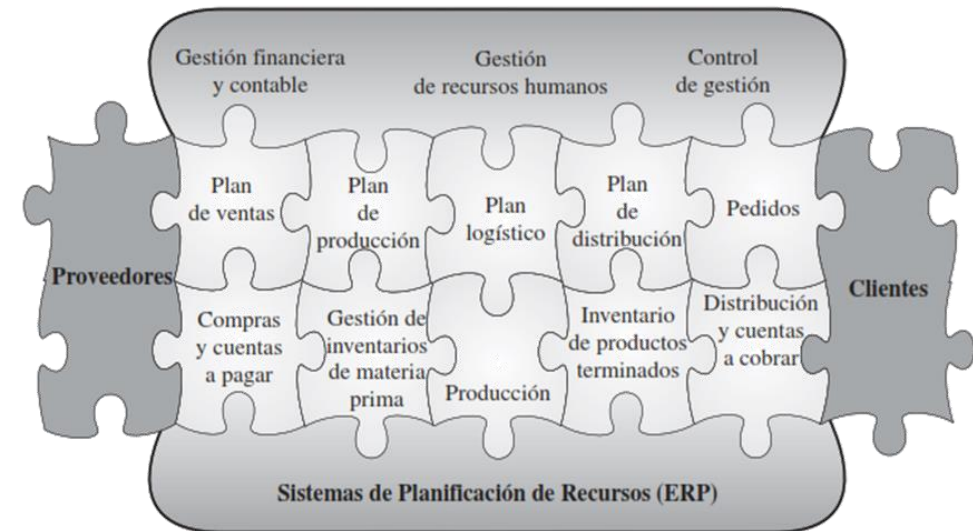 Gestión financiera
y contable
Gestión
de recursos humanos
Control
de gestión
Plan
de ventas
Plan
de
producción
Plan
logístico
Plan
de
distribución
Pedidos
Proveedores
Clientes
Compras
y cuentas
a pagar
Gestión de
inventarios
de materia
prima
Producción
Inventario
de productos
terminados
Distribución
y cuentas
a cobrar
Sistemas de Planificación de Recursos (ERP)